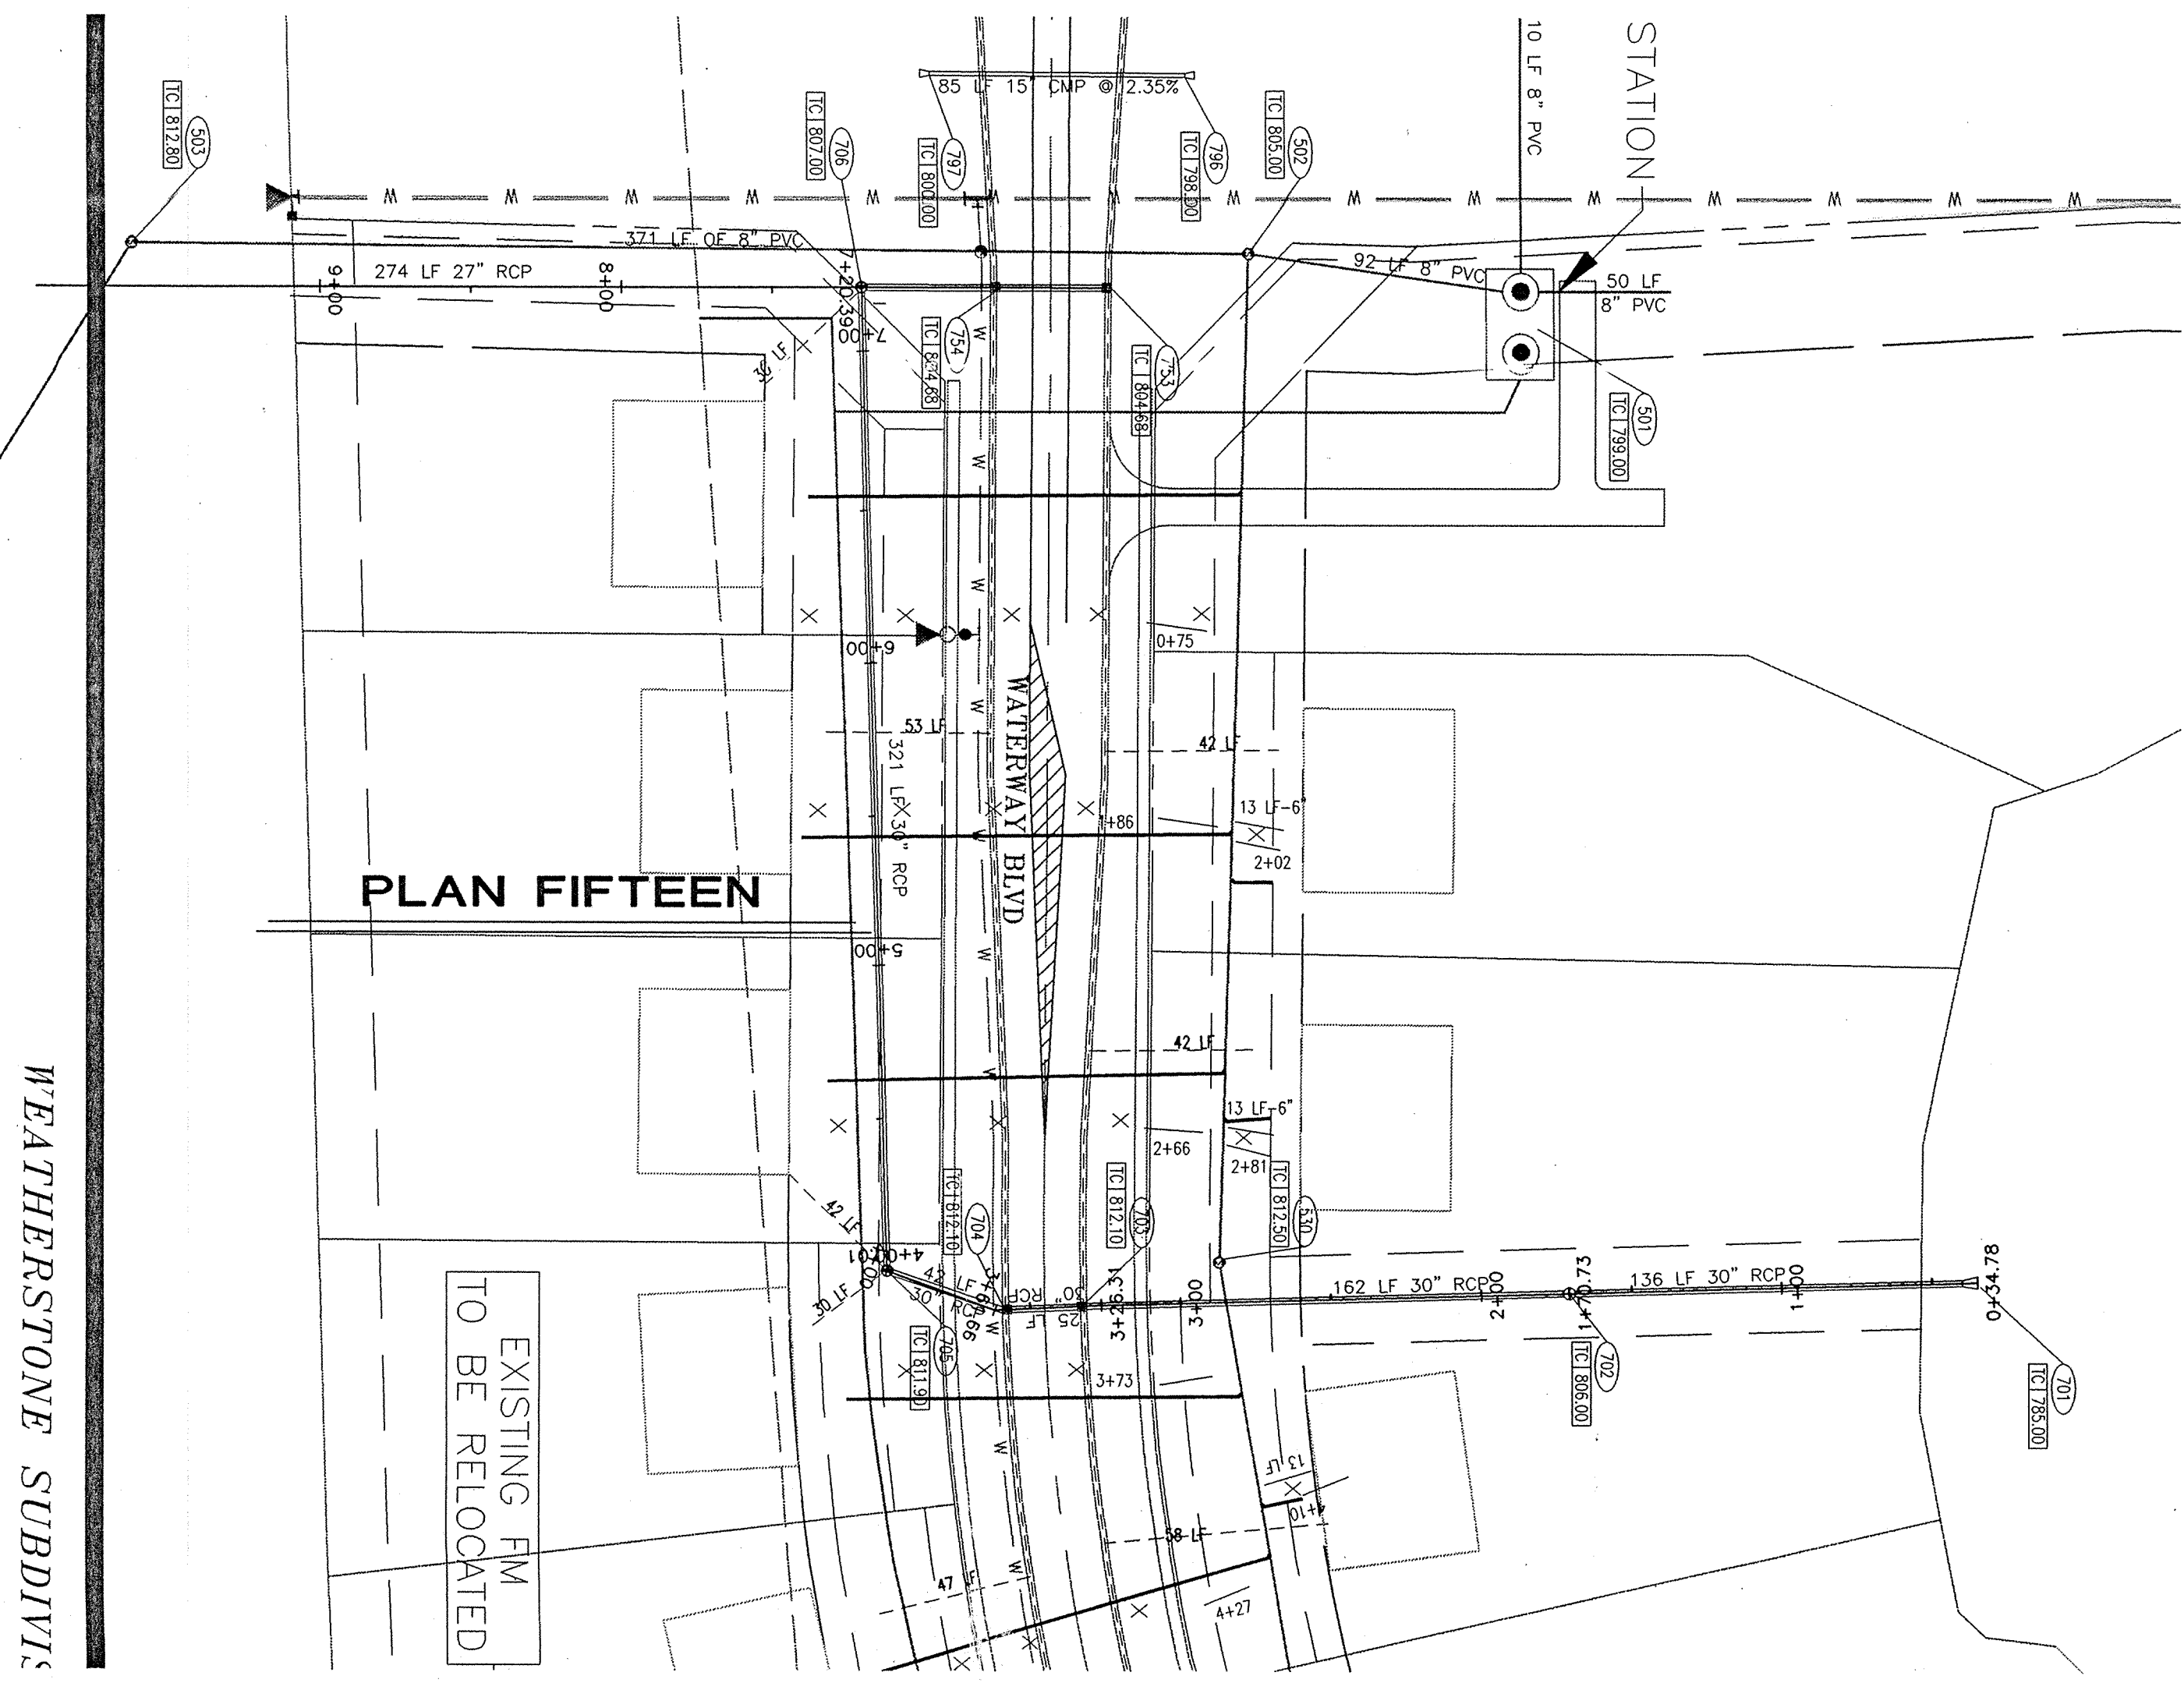 STATION
10 LF 8" PVC
85 LF 15" CMP @ 2.35%
503
TC 812.80
706
TC 807.00
797
TC 800.00
796
TC 798.00
502
TC 805.00
W W W W W W W W W W W W W W W
371 LF OF 8" PVC
92 LF 8" PVC
50 LF
8" PVC
274 LF 27" RCP
9+00
8+00
7+20.39
7+00
30 LF
754
TC 804.68
753
TC 804.68
501
TC 799.00
W
W
W
0+75
6+00
WATERWAY BLVD
W
53 LF
42 LF
321 LF 30" RCP
13 LF-6"
1+86
W
2+02
PLAN FIFTEEN
5+00
W
42 LF
W
13 LF-6"
2+66
2+81
TC 812.10
704
TC 812.10
703
TC 812.50
530
42 LF
4+00
42 LF
30" RCP
30 LF
25 LF
30" RCP
3+26.31
3+00
162 LF 30" RCP
2+00
1+70.73
136 LF 30" RCP
1+00
0+34.78
W
705
TC 811.90
702
TC 806.00
701
TC 785.00
3+73
W
13 LF
4+10
58 LF
W
47 LF
4+27
EXISTING FM
TO BE RELOCATED
WEATHERSTONE SUBDIVIS